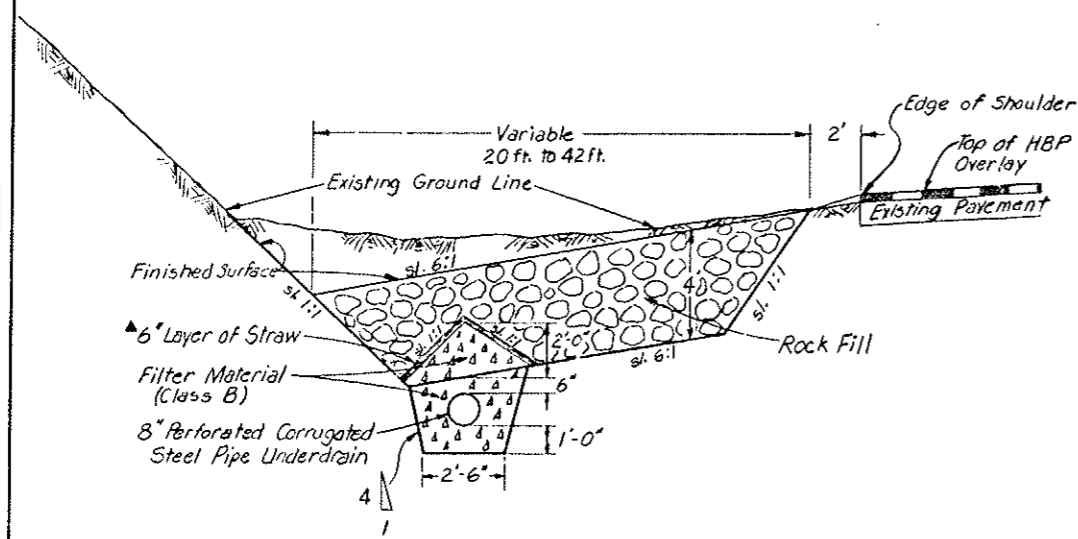 Edge of Shoulder
Variable
20 ft. to 42 ft.
2'
Top of HBP
Overlay
Existing Ground Line
Existing Pavement
Finished Surface
sl. 6:1
sl. 1:1
4'
sl. 1:1
▲6" Layer of Straw
sl. 1:1
2'-0"
Rock Fill
sl. 6:1
Filter Material
(Class B)
6"
8" Perforated Corrugated
Steel Pipe Underdrain
1'-0"
2'-6"
4
1